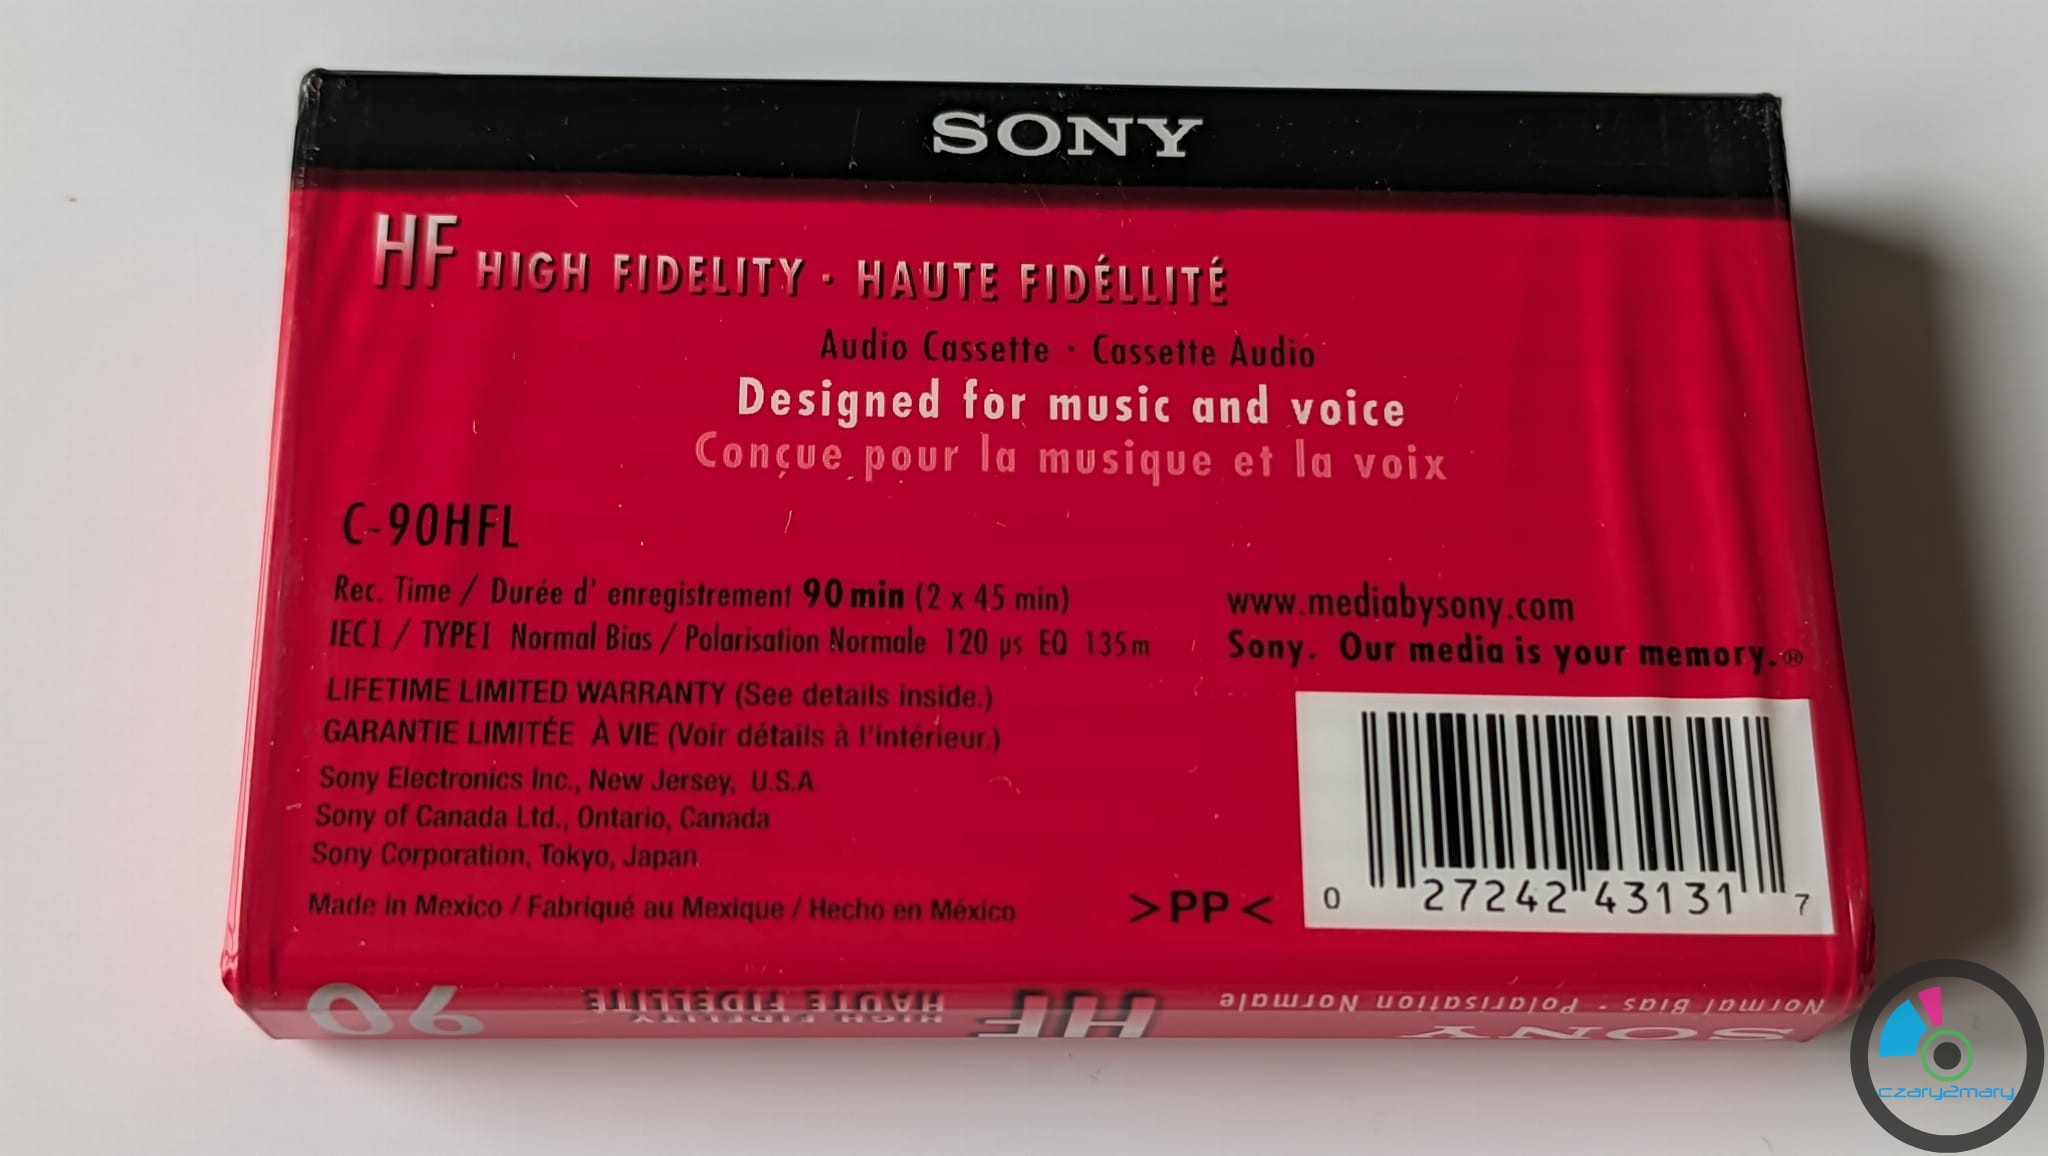 SONY
HF HIGH FIDELITY · HAUTE FIDÉLLITÉ
Audio Cassette · Cassette Audio
Designed for music and voice
Conçue pour la musique et la voix
C-90HFL
Rec. Time / Durée d' enregistrement 90 min (2 x 45 min)
IEC I / TYPE I Normal Bias / Polarisation Normale 120 µs EQ 135m
www.mediabysony.com
Sony. Our media is your memory.®
LIFETIME LIMITED WARRANTY (See details inside.)
GARANTIE LIMITÉE À VIE (Voir détails à l'intérieur.)
Sony Electronics Inc., New Jersey, U.S.A.
Sony of Canada Ltd., Ontario, Canada
Sony Corporation, Tokyo, Japan
Made in Mexico / Fabriqué au Mexique / Hecho en México
>PP<
0 27242 43131 7
SONY
Normal Bias · Polarisation Normale
HF
HIGH FIDELITY
HAUTE FIDÉLLITÉ
90
czary2mary